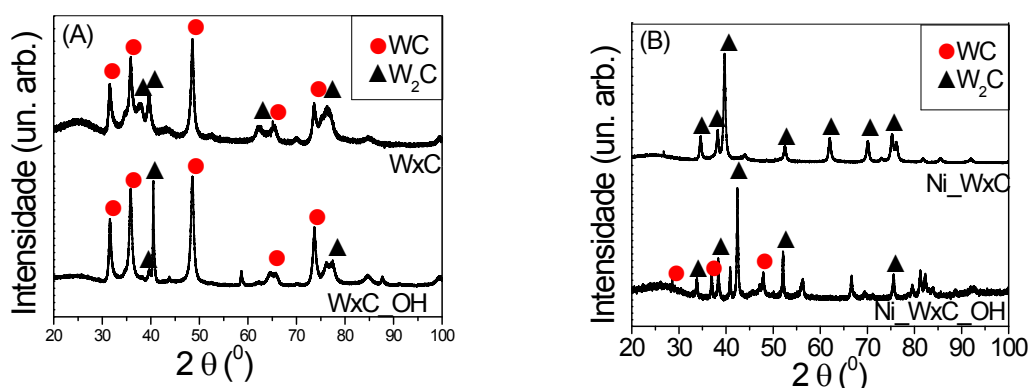 (A)
WC
W₂C
Intensidade (un. arb.)
WxC
WxC_OH
20 30 40 50 60 70 80 90 100
2 θ (⁰)
(B)
WC
W₂C
Intensidade (un. arb.)
Ni_WxC
Ni_WxC_OH
20 30 40 50 60 70 80 90 100
2 θ (⁰)